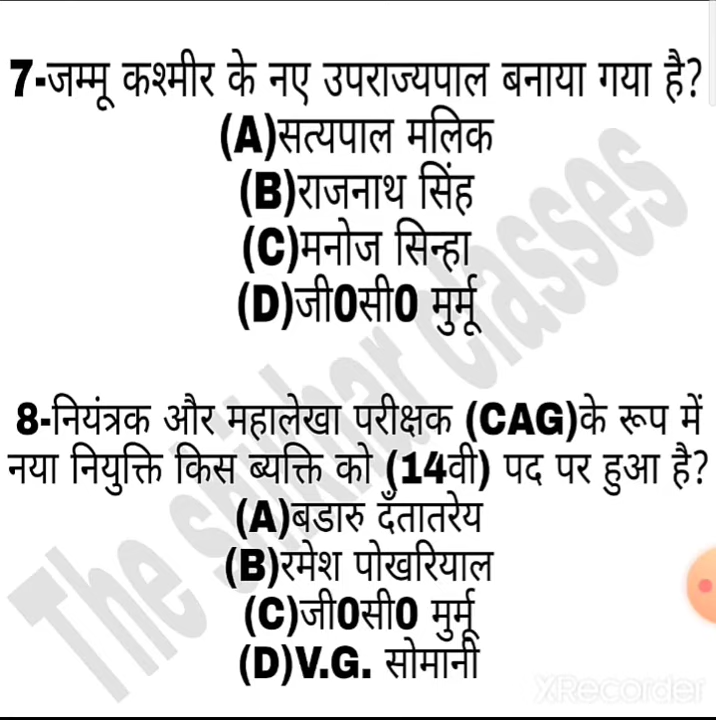 7-जम्मू कश्मीर के नए उपराज्यपाल बनाया गया है?
(A)सत्यपाल मलिक
(B)राजनाथ सिंह
(C)मनोज सिन्हा
(D)जी0सी0 मुर्मू
8-नियंत्रक और महालेखा परीक्षक (CAG)के रूप में
नया नियुक्ति किस ब्यक्ति को (14वी) पद पर हुआ है?
(A)बडारु दँतातरेय
(B)रमेश पोखरियाल
(C)जी0सी0 मुर्मू
(D)V.G. सोमानी
The shikhar classes
XRecorder